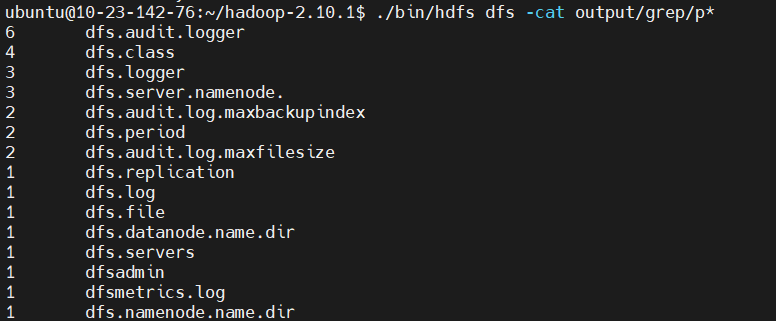 ubuntu@10-23-142-76:~/hadoop-2.10.1$ ./bin/hdfs dfs -cat output/grep/p*
6       dfs.audit.logger
4       dfs.class
3       dfs.logger
3       dfs.server.namenode.
2       dfs.audit.log.maxbackupindex
2       dfs.period
2       dfs.audit.log.maxfilesize
1       dfs.replication
1       dfs.log
1       dfs.file
1       dfs.datanode.name.dir
1       dfs.servers
1       dfsadmin
1       dfsmetrics.log
1       dfs.namenode.name.dir